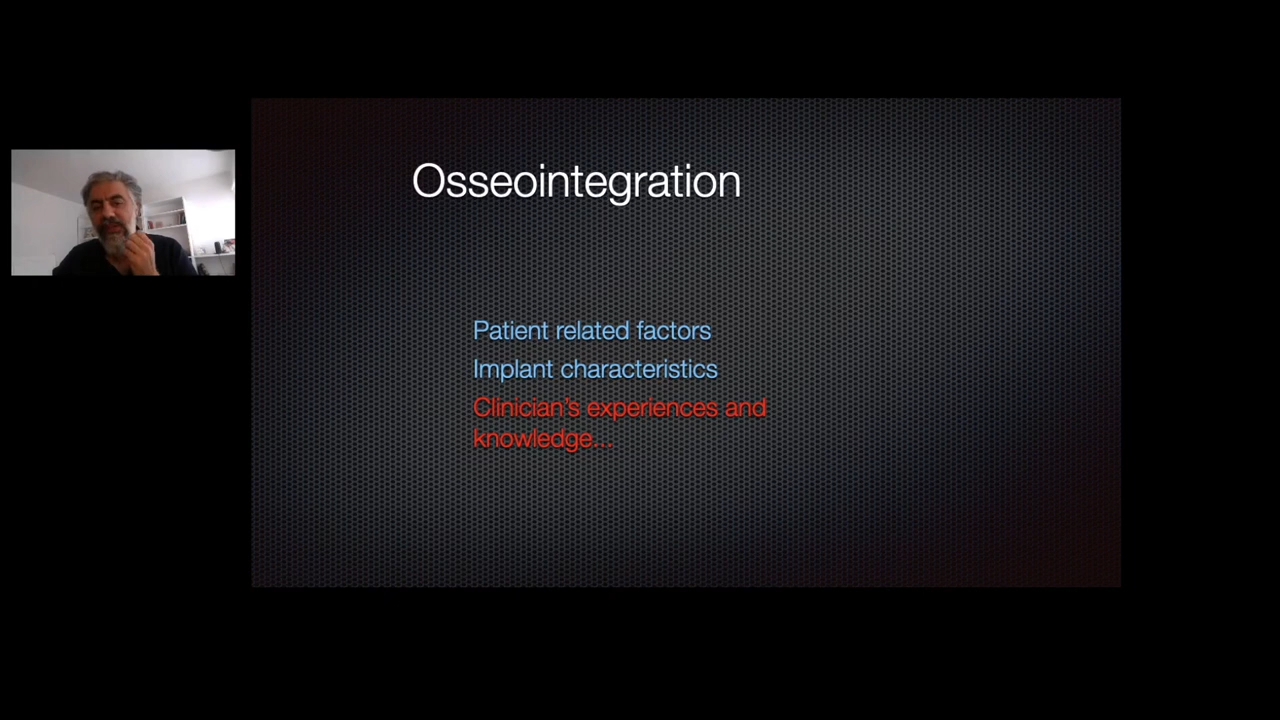 Osseointegration
Patient related factors
Implant characteristics
Clinician's experiences and
knowledge...